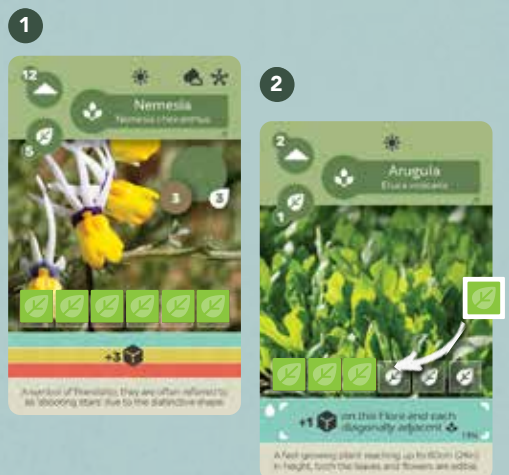 1
12
Nemesia
Nemesia cheiranthus
5
3
3
+3
A symbol of friendship, they are often referred to
as 'shooting stars' due to the distinctive shape.
2
2
Arugula
Eruca vesicaria
1
+1 on this Flora and each
diagonally adjacent
A fast-growing plant reaching up to 60cm (24in)
in height, both the leaves and flowers are edible.